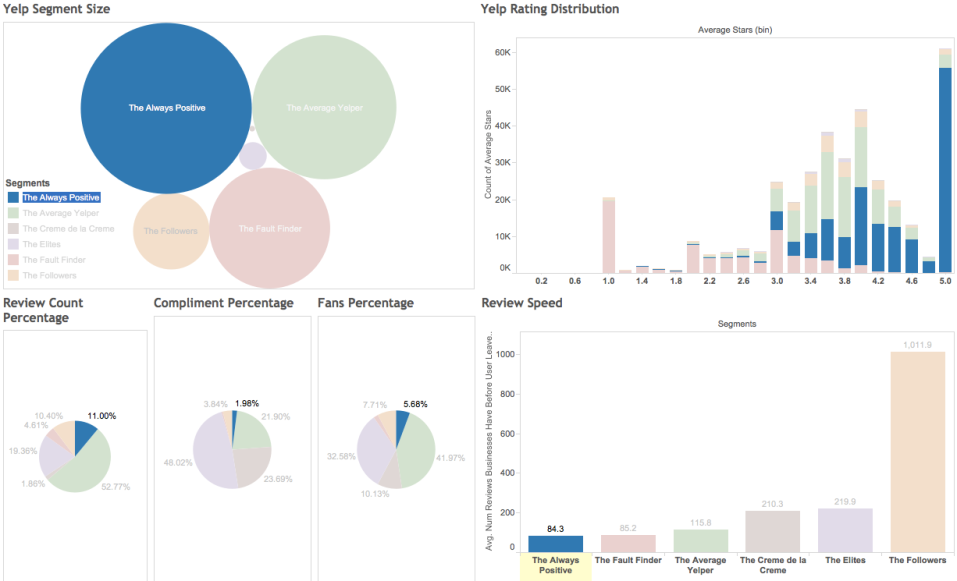 Yelp Segment Size
The Always Positive
The Average Yelper
The Followers
The Fault Finder
Segments
The Always Positive
The Average Yelper
The Creme de la Creme
The Elites
The Fault Finder
The Followers
Yelp Rating Distribution
Average Stars (bin)
Count of Average Stars
60K
50K
40K
30K
20K
10K
0K
0.2 0.6 1.0 1.4 1.8 2.2 2.6 3.0 3.4 3.8 4.2 4.6 5.0
Review Count
Percentage
10.40%
11.00%
4.61%
19.36%
1.86%
52.77%
Compliment Percentage
3.84%
1.98%
21.90%
48.02%
23.69%
Fans Percentage
7.71%
5.68%
32.58%
41.97%
10.13%
Review Speed
Segments
Avg. Num Reviews Businesses Have Before User Leave..
1000
800
600
400
200
0
84.3
85.2
115.8
210.3
219.9
1,011.9
The Always
Positive
The Fault Finder
The Average
Yelper
The Creme de la
Creme
The Elites
The Followers